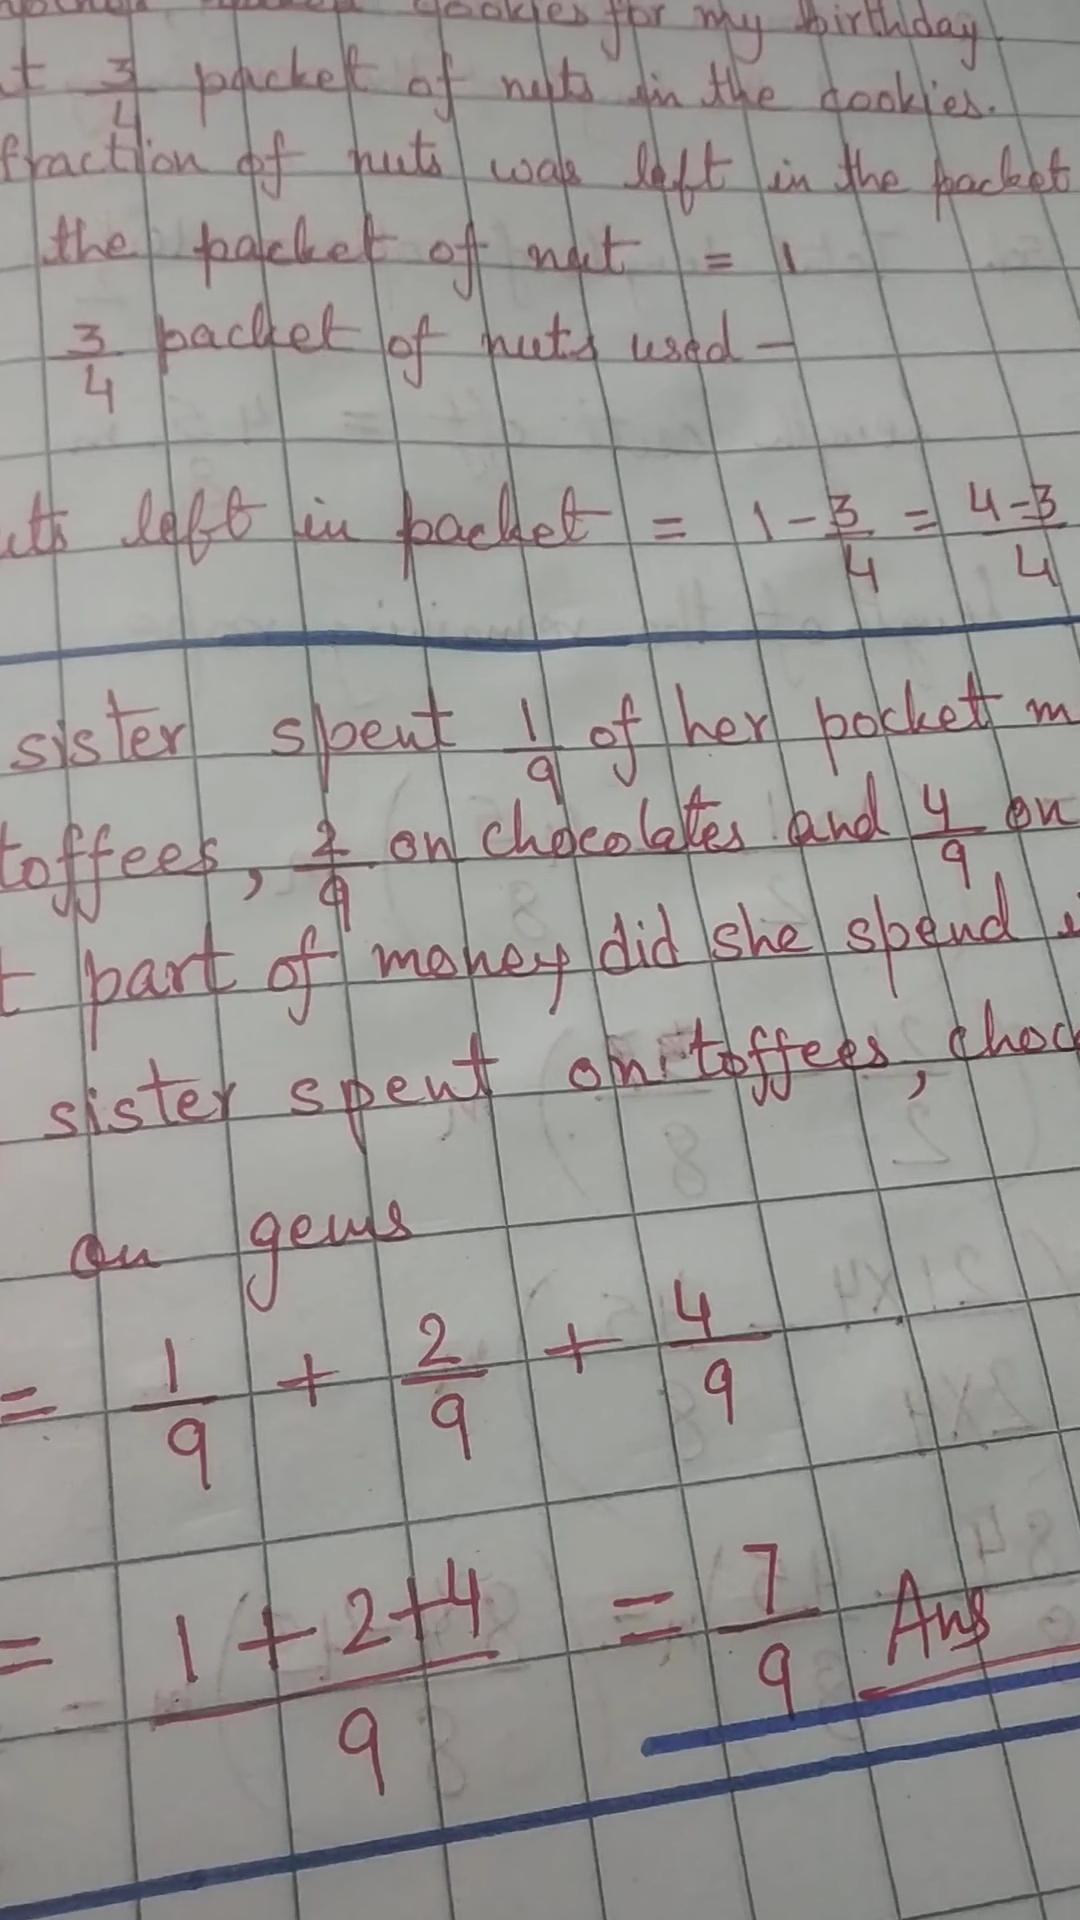 cookies for my birthday
t 3/4 packet of nuts in the cookies.
fraction of nuts was left in the packet
the packet of nut = 1
3/4 packet of nuts used -
uts left in packet = 1 - 3/4 = 4-3/4
sister spent 1/9 of her pocket m
toffees, 2/9 on chocolates and 4/9 on
t part of money did she spend i
sister spent on toffees, choc
on gems
= 1/9 + 2/9 + 4/9
= 1+2+4/9 = 7/9 Ans